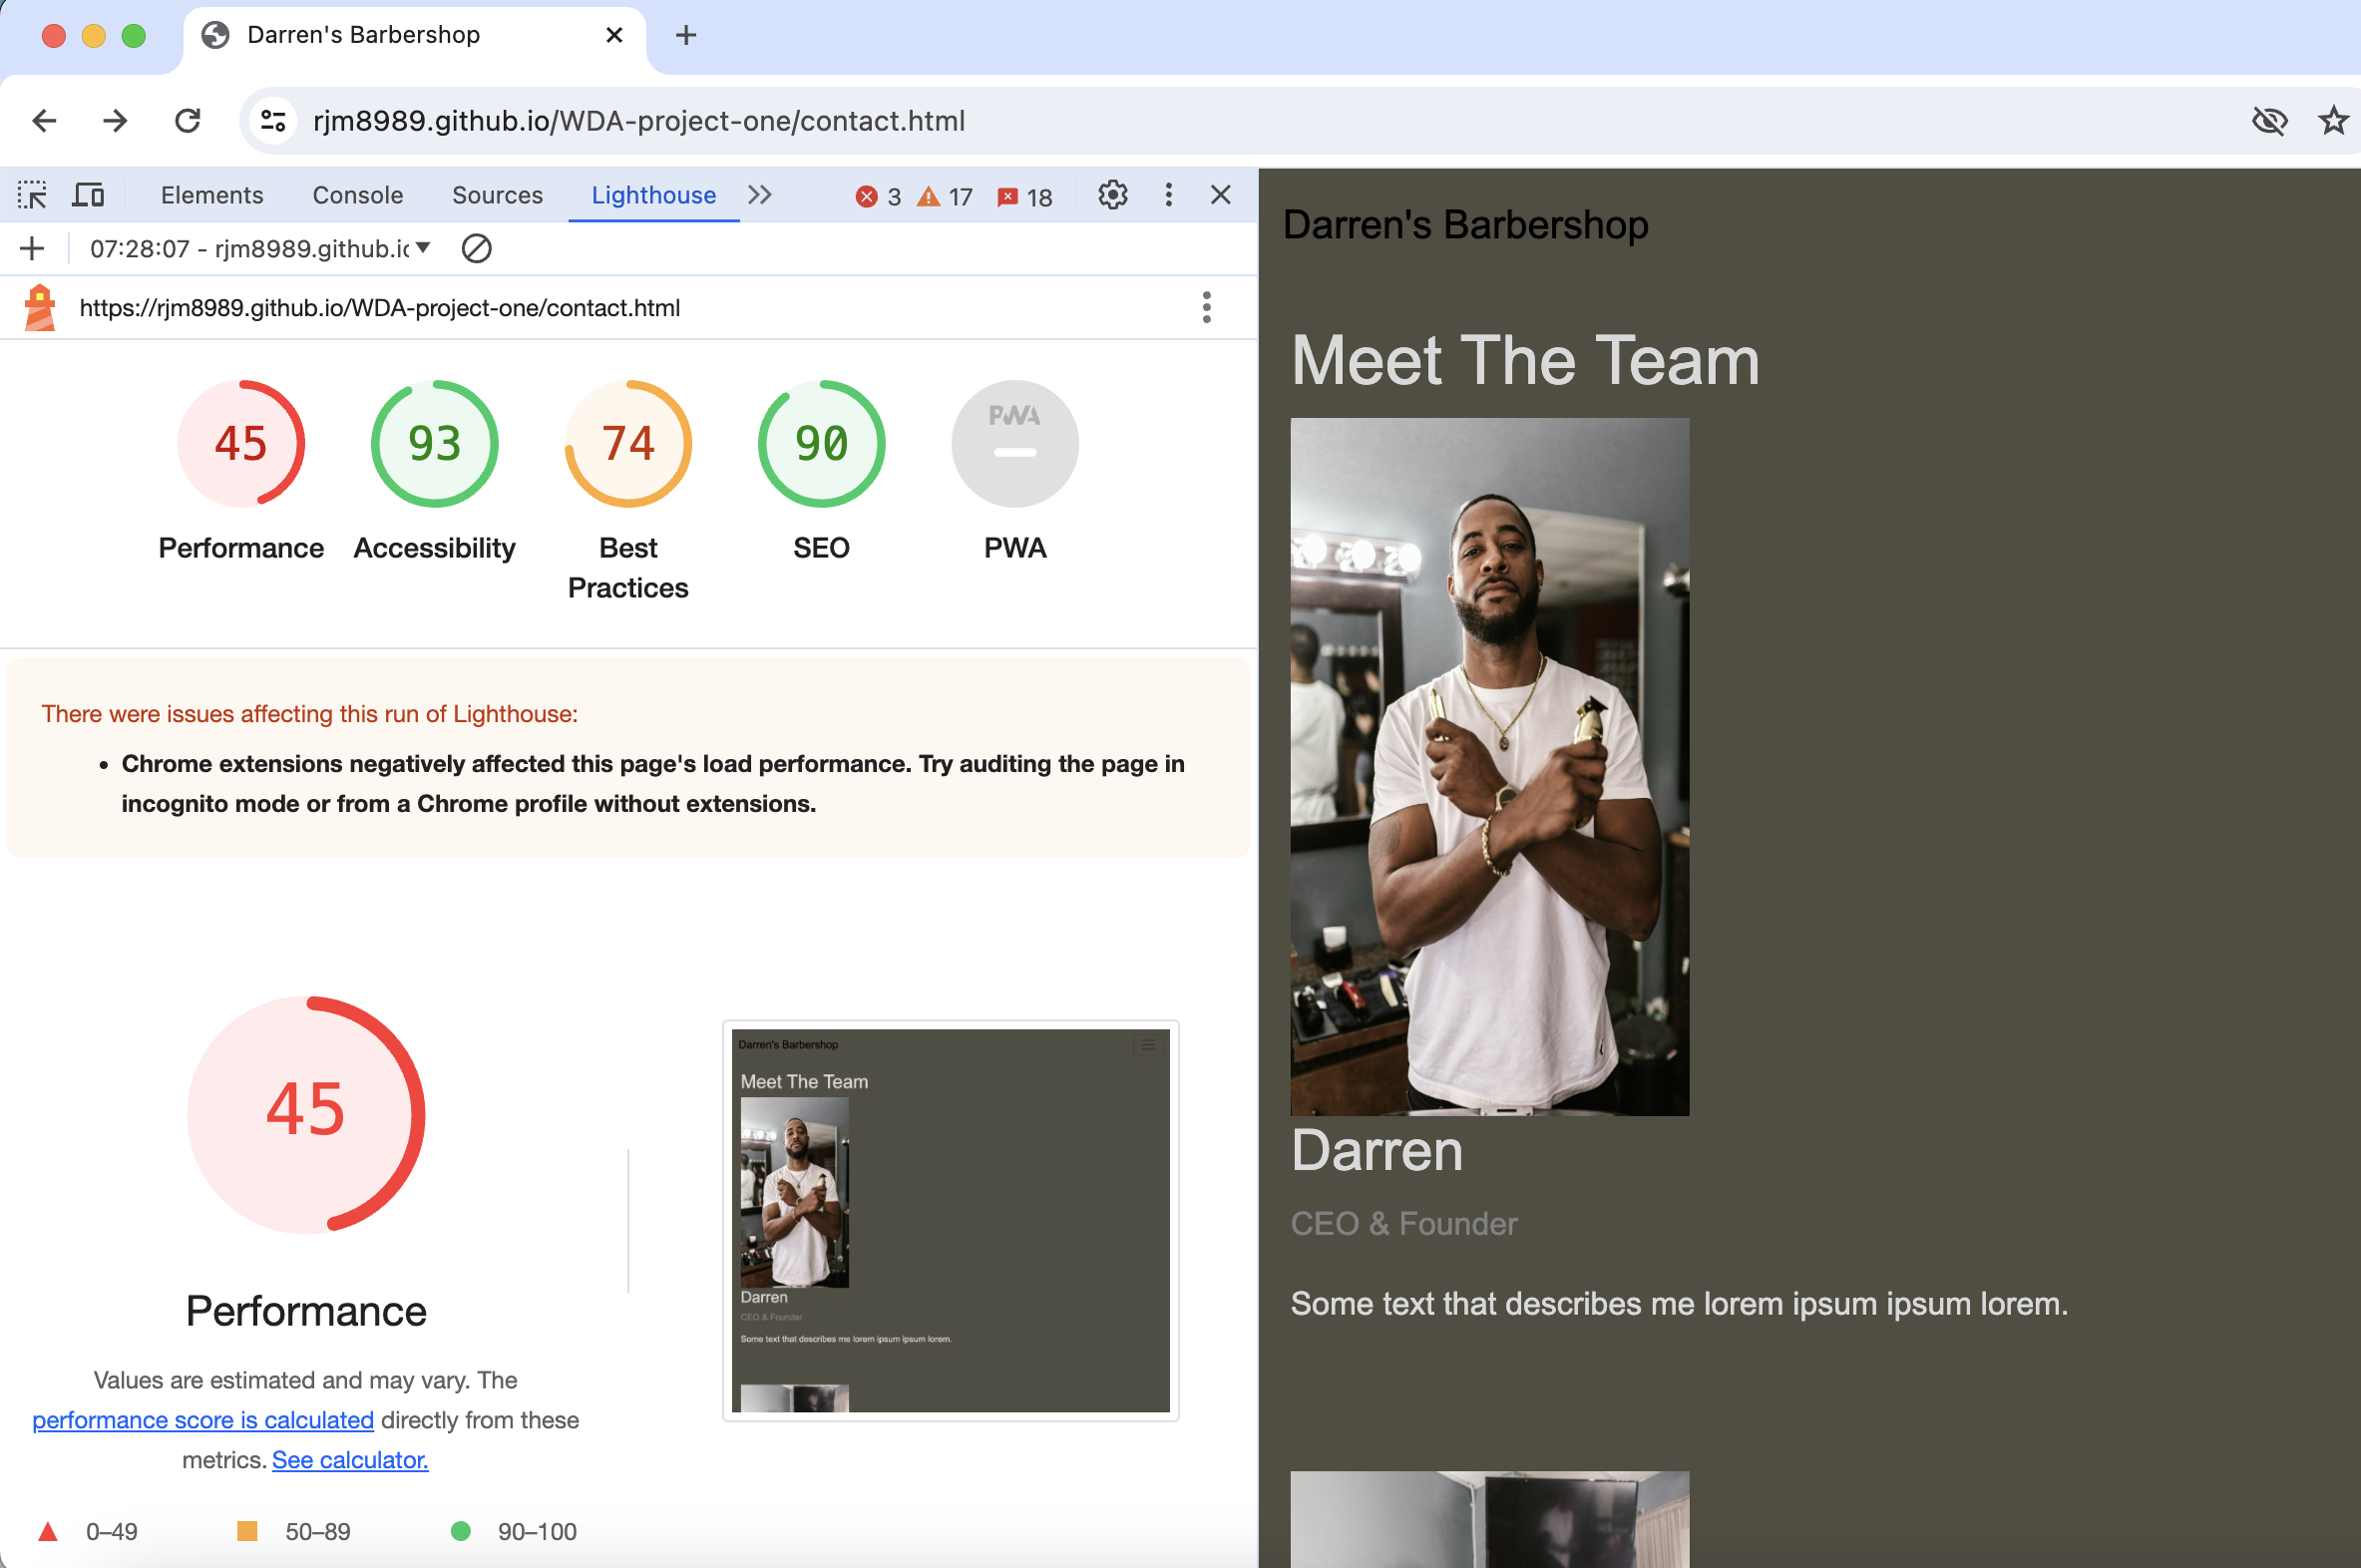 Darren's Barbershop
rjm8989.github.io/WDA-project-one/contact.html
Elements Console Sources Lighthouse 3 17 18
07:28:07 - rjm8989.github.io
https://rjm8989.github.io/WDA-project-one/contact.html
45 93 74 90 PWA
Performance Accessibility Best Practices SEO PWA
There were issues affecting this run of Lighthouse:
• Chrome extensions negatively affected this page's load performance. Try auditing the page in
incognito mode or from a Chrome profile without extensions.
45
Performance
Values are estimated and may vary. The
performance score is calculated directly from these
metrics. See calculator.
0–49 50–89 90–100
Darren's Barbershop
Meet The Team
Darren
CEO & Founder
Some text that describes me lorem ipsum ipsum lorem.
Darren's Barbershop
Meet The Team
Darren
CEO & Founder
Some text that describes me lorem ipsum ipsum lorem.